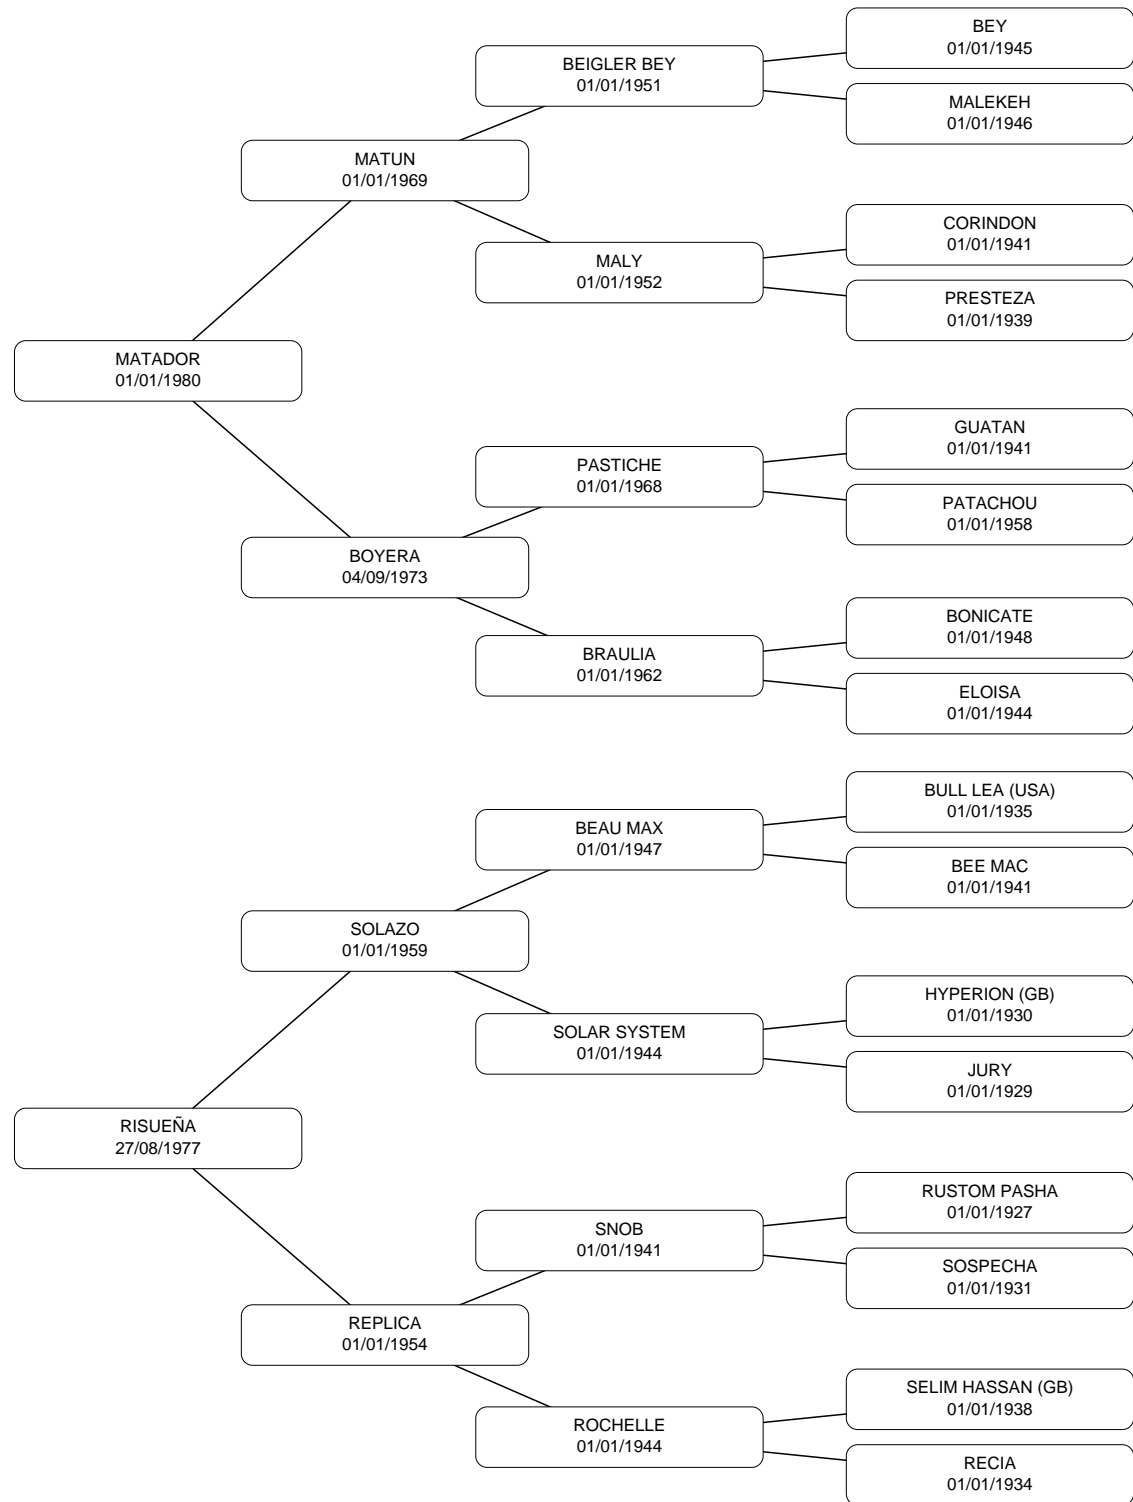 BEY
01/01/1945
BEIGLER BEY
01/01/1951
MALEKEH
01/01/1946
MATUN
01/01/1969
CORINDON
01/01/1941
MALY
01/01/1952
PRESTEZA
01/01/1939
MATADOR
01/01/1980
GUATAN
01/01/1941
PASTICHE
01/01/1968
PATACHOU
01/01/1958
BOYERA
04/09/1973
BONICATE
01/01/1948
BRAULIA
01/01/1962
ELOISA
01/01/1944
BULL LEA (USA)
01/01/1935
BEAU MAX
01/01/1947
BEE MAC
01/01/1941
SOLAZO
01/01/1959
HYPERION (GB)
01/01/1930
SOLAR SYSTEM
01/01/1944
JURY
01/01/1929
RISUEÑA
27/08/1977
RUSTOM PASHA
01/01/1927
SNOB
01/01/1941
SOSPECHA
01/01/1931
REPLICA
01/01/1954
SELIM HASSAN (GB)
01/01/1938
ROCHELLE
01/01/1944
RECIA
01/01/1934